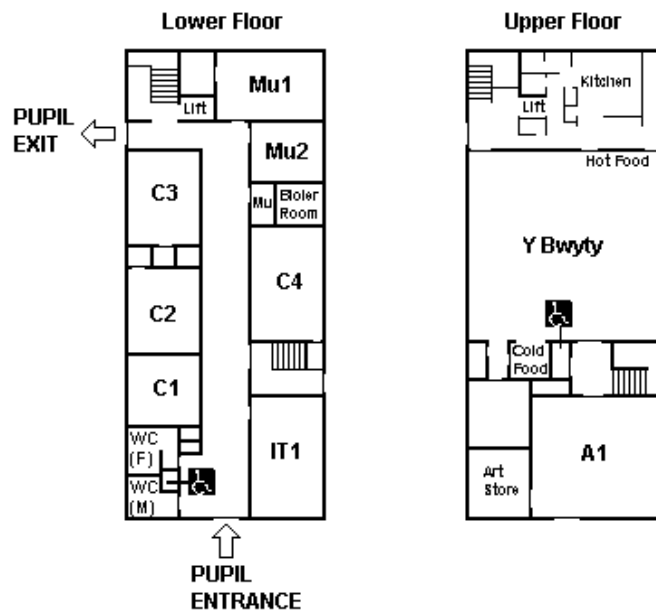 Lower Floor
Upper Floor
Mu1
Lift
PUPIL
EXIT
Mu2
C3
Mu
Bioler
Room
C4
C2
C1
WC
(F)
WC
(M)
IT1
PUPIL
ENTRANCE
Kitchen
Lift
Hot Food
Y Bwyty
Cold
Food
A1
Art
Store